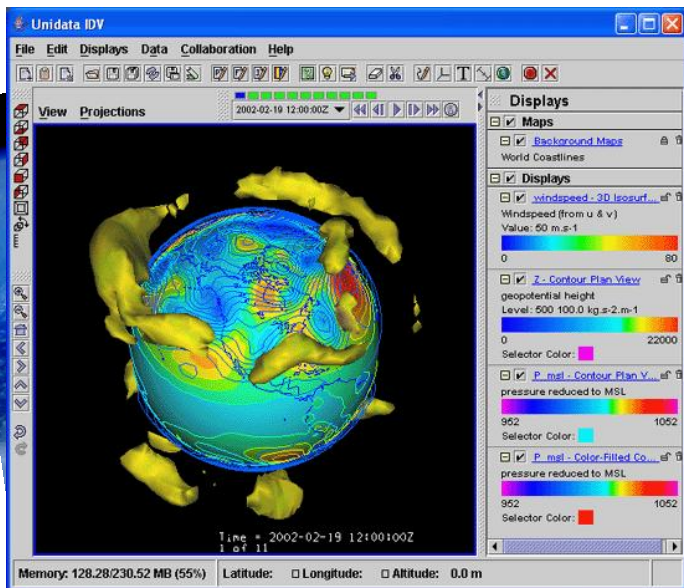 Unidata IDV
File Edit Displays Data Collaboration Help
View Projections
2002-02-19 12:00:00Z
Time = 2002-02-19 12:00:00Z
1 of 11
Displays
Maps
Background Maps
World Coastlines
Displays
windspeed - 3D Isosurf...
Windspeed (from u & v)
Value: 50 m.s-1
0 80
Z - Contour Plan View
geopotential height
Level: 500 100.0 kg.s-2.m-1
0 22000
Selector Color:
P_msl - Contour Plan V...
pressure reduced to MSL
952 1052
Selector Color:
P_msl - Color-Filled Co...
pressure reduced to MSL
952 1052
Selector Color:
Memory: 128.28/230.52 MB (55%) Latitude: Longitude: Altitude: 0.0 m